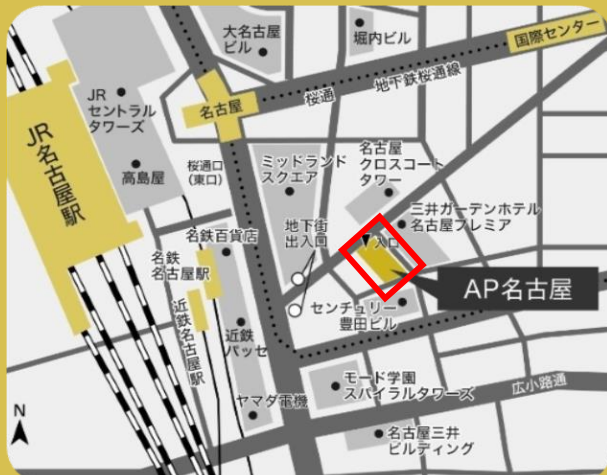 大名古屋
ビル
堀内ビル
国際センター
JR
セントラル
タワーズ
名古屋
桜通
地下鉄桜通線
JR名古屋駅
高島屋
桜通口
(東口)
ミッドランド
スクエア
名古屋
クロスコート
タワー
三井ガーデンホテル
名古屋プレミア
名鉄百貨店
地下街
出入口
入口
名鉄
名古屋駅
AP名古屋
近鉄名古屋駅
近鉄
パッセ
センチュリー
豊田ビル
モード学園
スパイラルタワーズ
広小路通
ヤマダ電機
名古屋三井
ビルディング
N